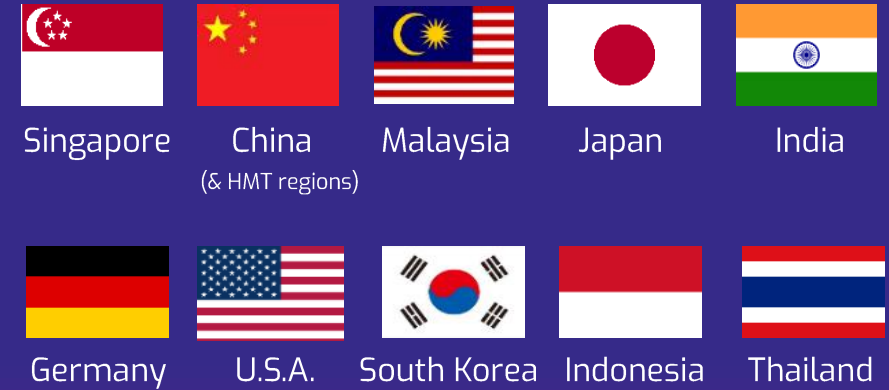 Singapore
China
(& HMT regions)
Malaysia
Japan
India
Germany
U.S.A.
South Korea
Indonesia
Thailand